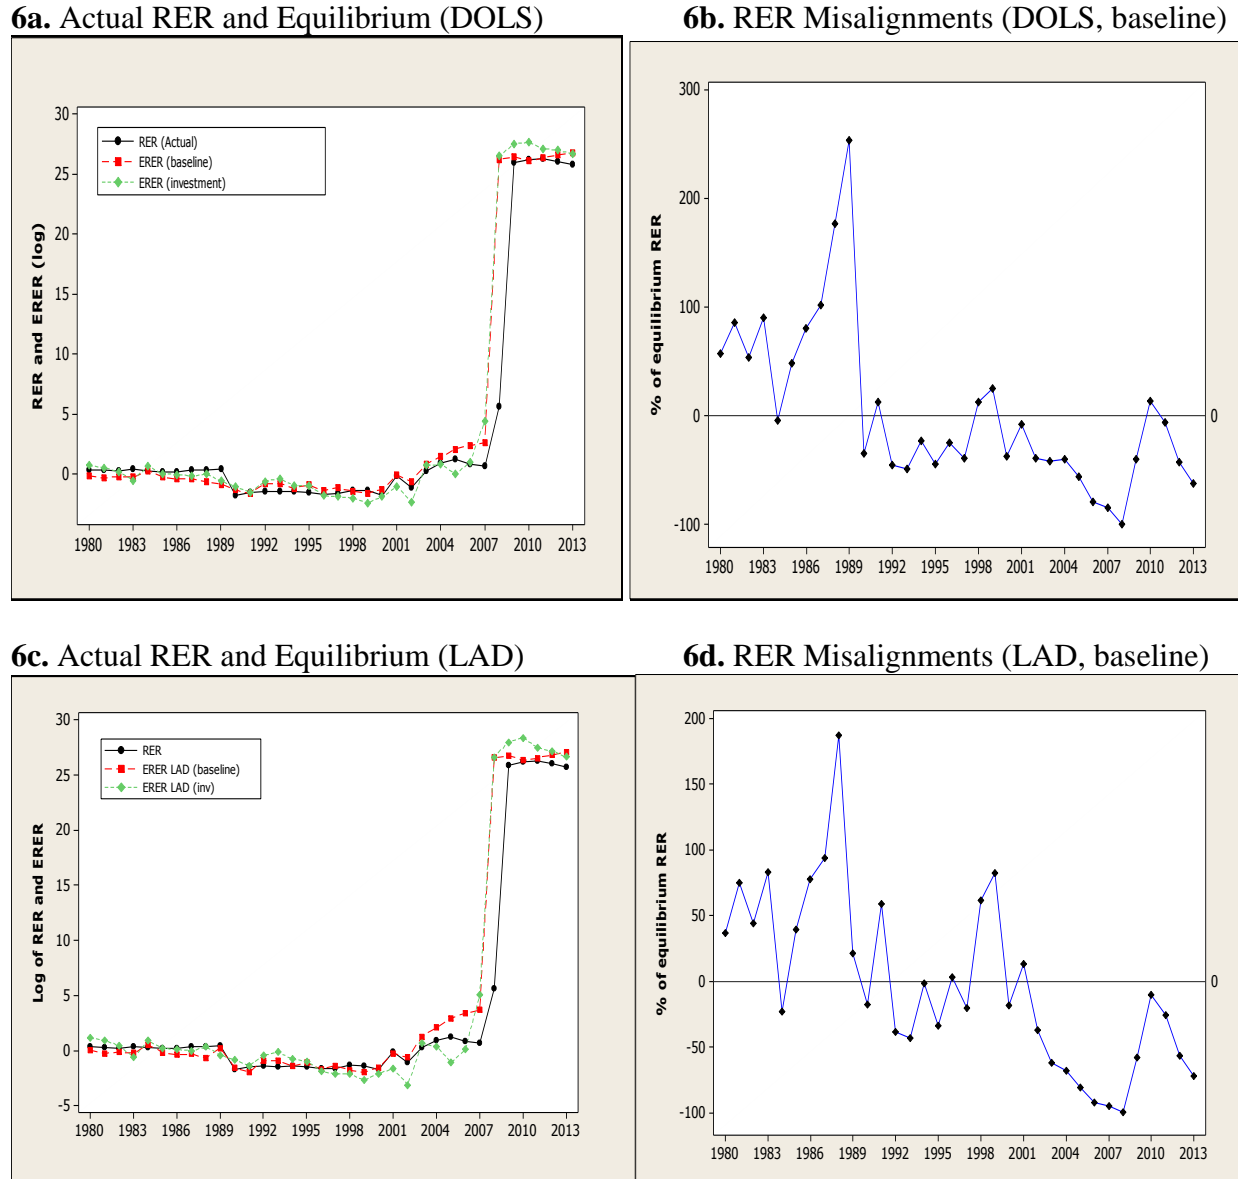 6a. Actual RER and Equilibrium (DOLS)
30
25
20
15
10
5
0
RER and ERER (log)
RER (Actual)
ERER (baseline)
ERER (investment)
1980 1983 1986 1989 1992 1995 1998 2001 2004 2007 2010 2013
6b. RER Misalignments (DOLS, baseline)
300
200
100
0
-100
% of equilibrium RER
0
1980 1983 1986 1989 1992 1995 1998 2001 2004 2007 2010 2013
6c. Actual RER and Equilibrium (LAD)
30
25
20
15
10
5
0
-5
Log of RER and ERER
RER
ERER LAD (baseline)
ERER LAD (inv)
1980 1983 1986 1989 1992 1995 1998 2001 2004 2007 2010 2013
6d. RER Misalignments (LAD, baseline)
200
150
100
50
0
-50
-100
% of equilibrium RER
0
1980 1983 1986 1989 1992 1995 1998 2001 2004 2007 2010 2013